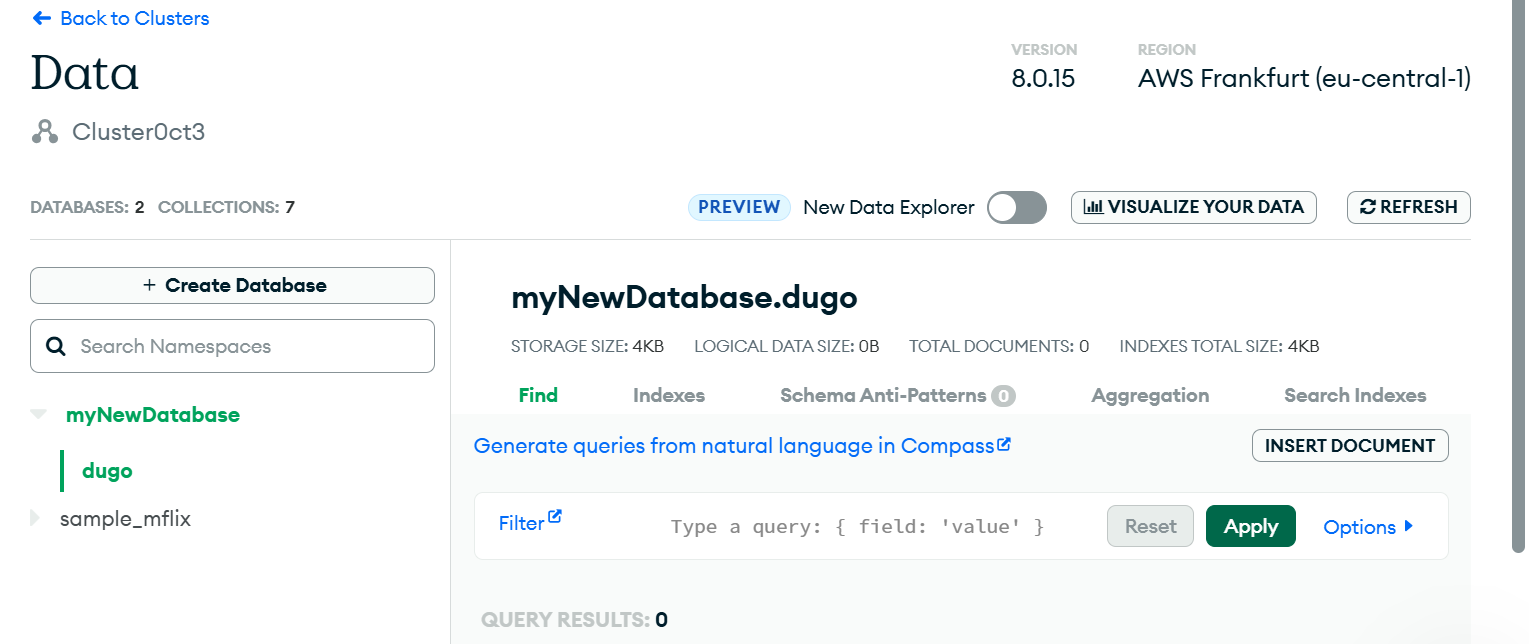 Back to Clusters
Data
VERSION REGION
8.0.15 AWS Frankfurt (eu-central-1)
Cluster0ct3
DATABASES: 2 COLLECTIONS: 7 PREVIEW New Data Explorer VISUALIZE YOUR DATA REFRESH
+ Create Database
Search Namespaces
myNewDatabase
dugo
sample_mflix
myNewDatabase.dugo
STORAGE SIZE: 4KB LOGICAL DATA SIZE: 0B TOTAL DOCUMENTS: 0 INDEXES TOTAL SIZE: 4KB
Find Indexes Schema Anti-Patterns 0 Aggregation Search Indexes
Generate queries from natural language in Compass INSERT DOCUMENT
Filter Type a query: { field: 'value' } Reset Apply Options
QUERY RESULTS: 0